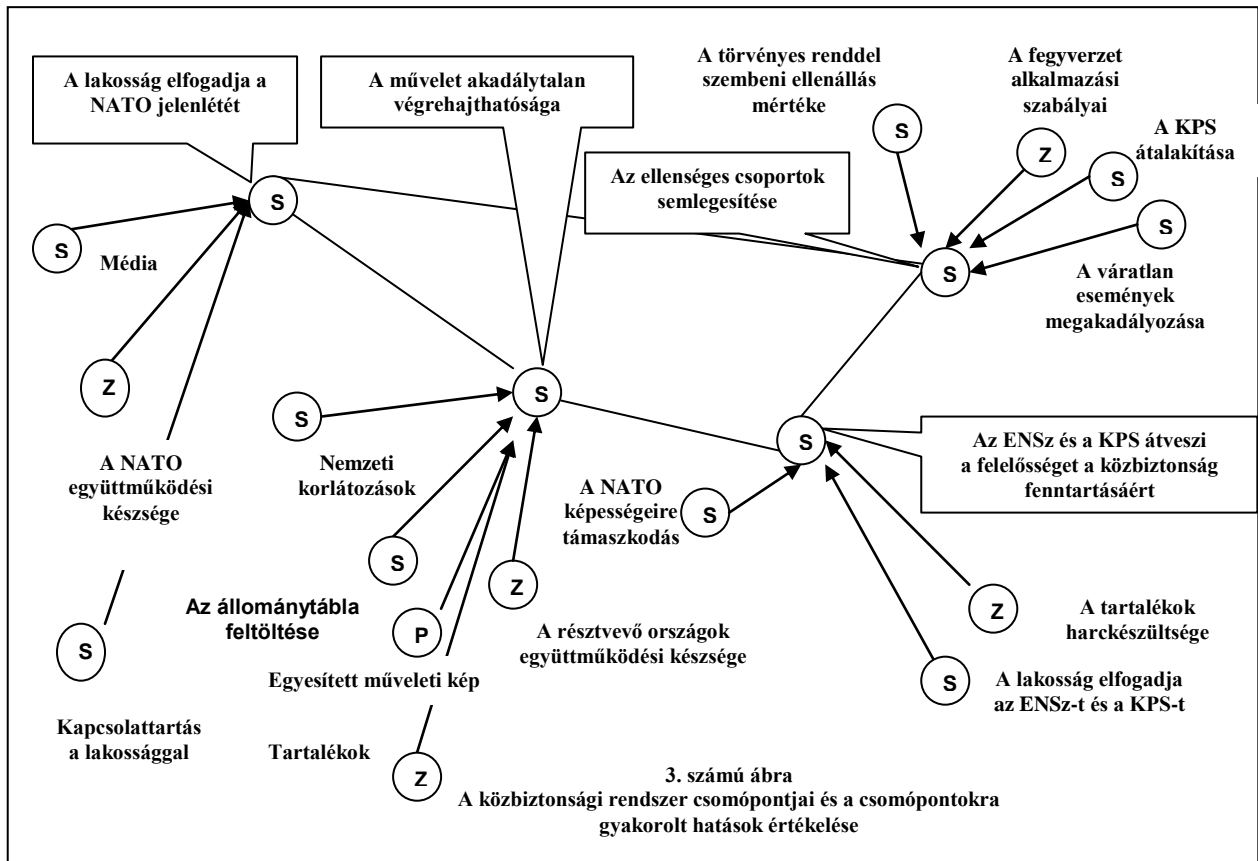 A lakosság elfogadja a
NATO jelenlétét
A művelet akadálytalan
végrehajthatósága
A törvényes renddel
szembeni ellenállás
mértéke
A fegyverzet
alkalmazási
szabályai
A KPS
átalakítása
S
Z
S
S
Az ellenséges csoportok
semlegesítése
S
S
Média
S
A váratlan
események
megakadályozása
Z
S
S
Nemzeti
korlátozások
S
Az ENSz és a KPS átveszi
a felelősséget a közbiztonság
fenntartásáért
A NATO
együttműködési
készsége
A NATO
képességeire
támaszkodás
S
S
Z
Z
A tartalékok
harckészültsége
Az állománytábla
feltöltése
P
A résztvevő országok
együttműködési készsége
S
Egyesített műveleti kép
S
A lakosság elfogadja
az ENSz-t és a KPS-t
Kapcsolattartás
a lakossággal
Tartalékok
Z
3. számú ábra
A közbiztonsági rendszer csomópontjai és a csomópontokra
gyakorolt hatások értékelése